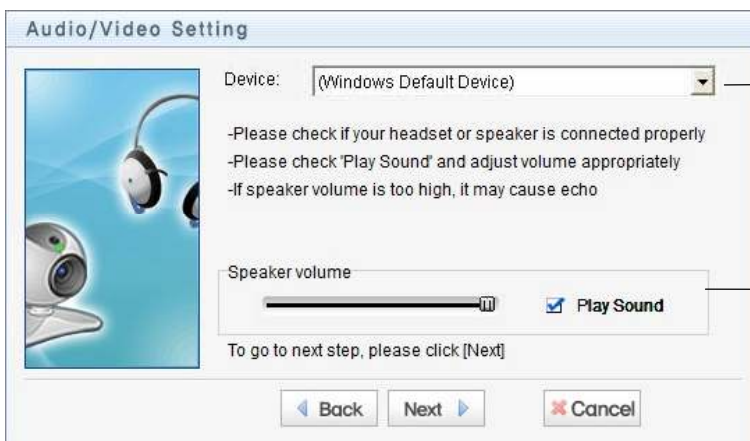 Audio/Video Setting
Device: (Windows Default Device)
-Please check if your headset or speaker is connected properly
-Please check 'Play Sound' and adjust volume appropriately
-If speaker volume is too high, it may cause echo
Speaker volume
Play Sound
To go to next step, please click [Next]
Back Next Cancel